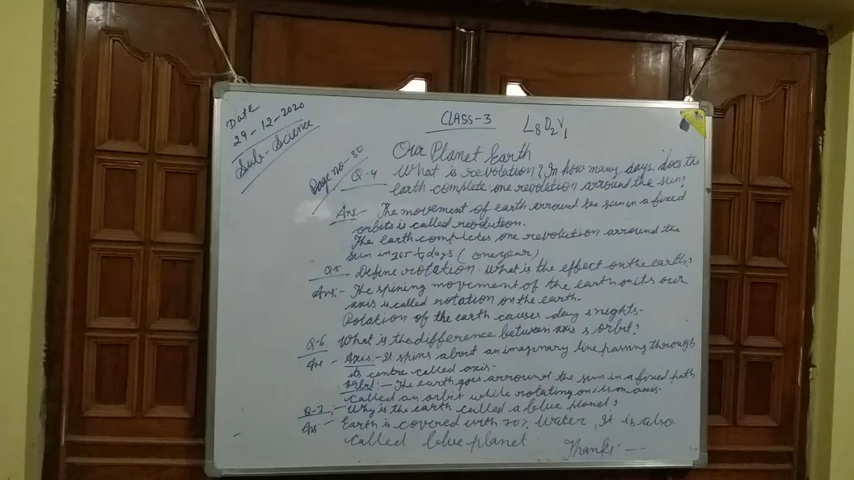 Date
29-12-2020
Sub:- Science
CLASS-3
L8D2V1
Page no-50
Our Planet Earth
Q-4 What is revolution? In how many days does the
earth complete one revolution arround the sun?
Ans:- The movement of earth arround the sun in a fixed
orbits is called revolution.
The earth completes one revolution arround the
sun in 365 1/4 days (one year)
Q5 Define rotation. What is the effect on the earth?
Ans:- The spining movement of the earth on its own
axis is called rotation on the earth.
Rotation of the earth causes day & nights.
Q-6 What is the difference between axis & orbit?
Ans - Axis:- It spins about an imaginary line passing through
its centre called axis.
Orbit:- The earth goes arround the sun in a fixed path
called an orbit while rotating on its own axis.
Q-7:- Why is the earth called a blue planet?
Ans:- Earth is covered with 70% water, It is also
called blue planet.
Thanks - -